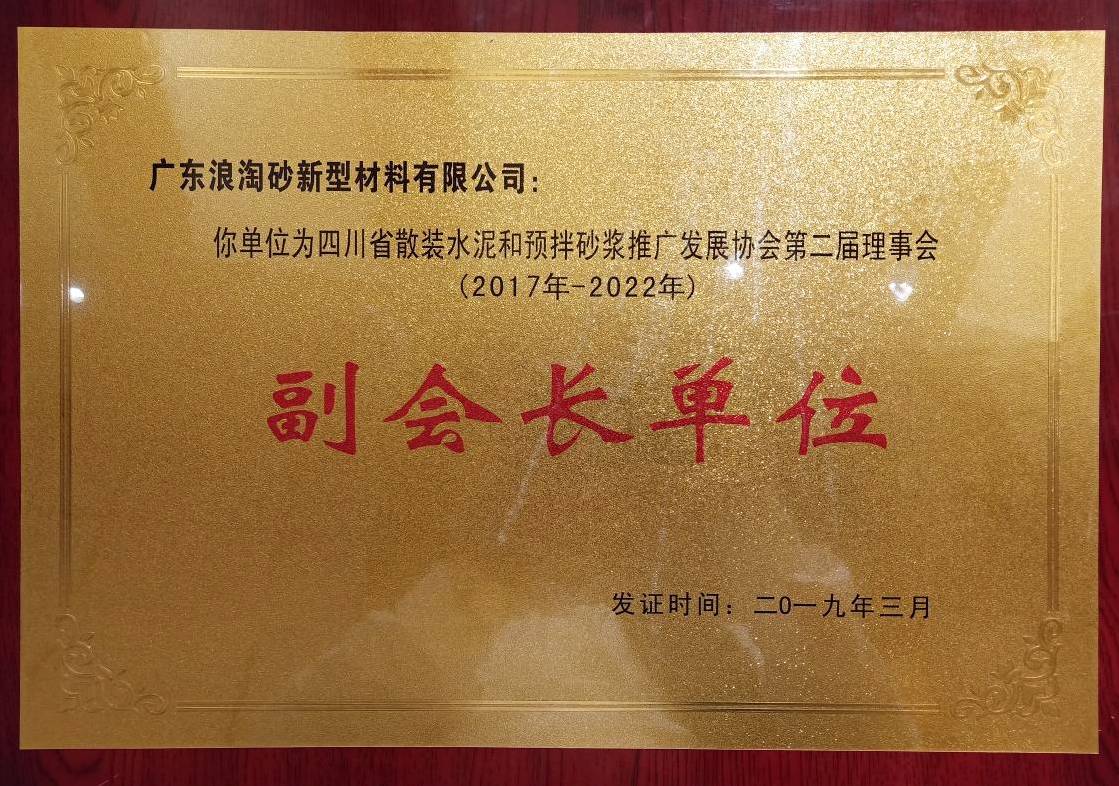 广东浪淘砂新型材料有限公司：
你单位为四川省散装水泥和预拌砂浆推广发展协会第二届理事会
(2017年-2022年)
副会长单位
发证时间：二0一九年三月